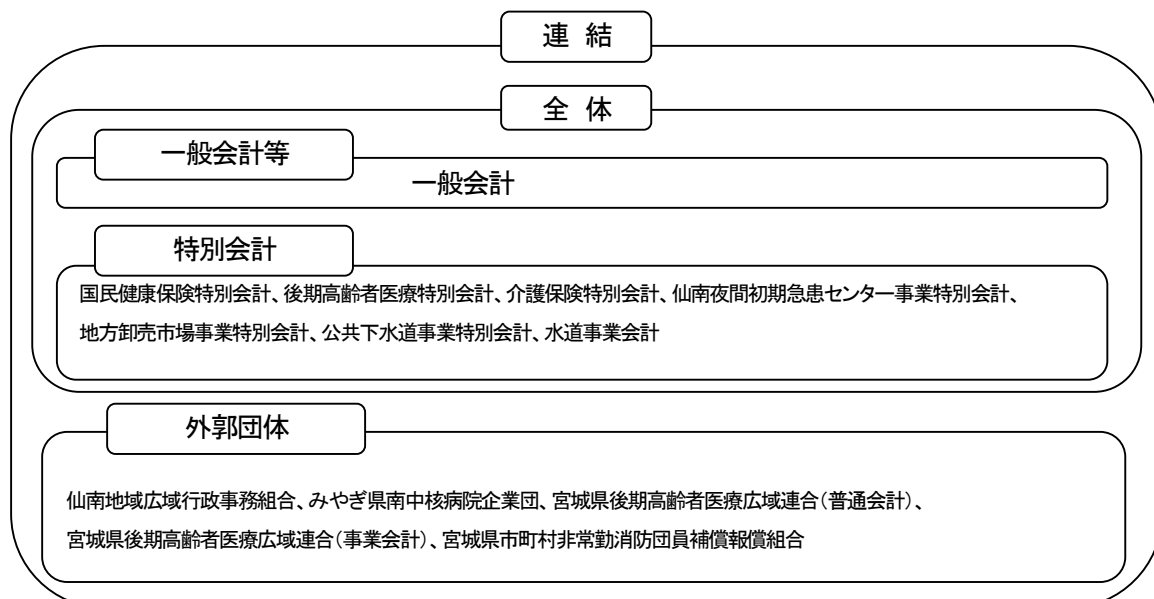 連 結
全 体
一般会計等
一般会計
特別会計
国民健康保険特別会計、後期高齢者医療特別会計、介護保険特別会計、仙南夜間初期急患センター事業特別会計、
地方卸売市場事業特別会計、公共下水道事業特別会計、水道事業会計
外郭団体
仙南地域広域行政事務組合、みやぎ県南中核病院企業団、宮城県後期高齢者医療広域連合(普通会計)、
宮城県後期高齢者医療広域連合(事業会計)、宮城県市町村非常勤消防団員補償報償組合